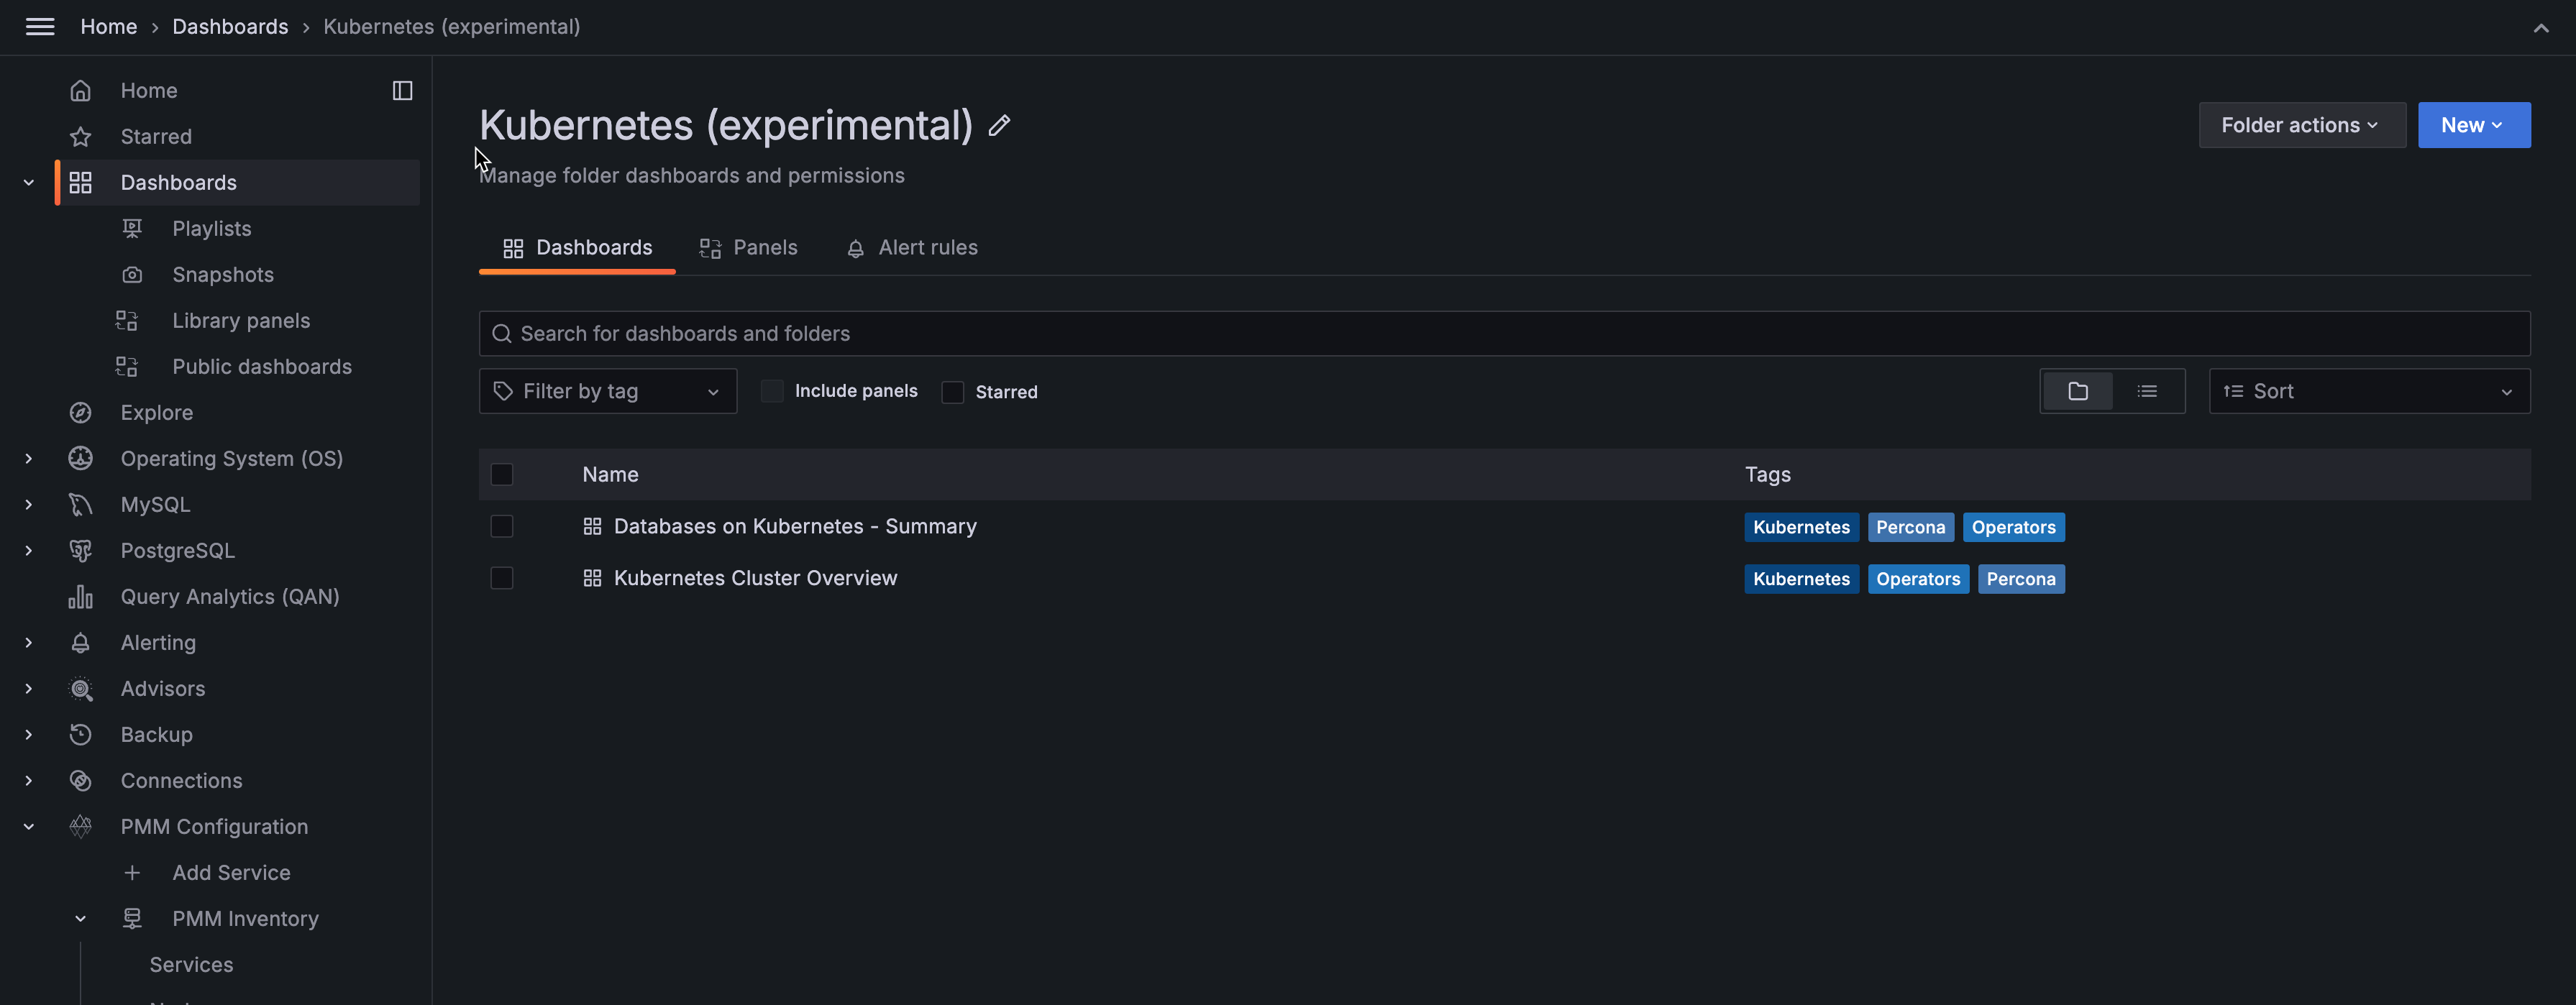 Home › Dashboards › Kubernetes (experimental)
Home
Starred
Dashboards
Playlists
Snapshots
Library panels
Public dashboards
Explore
Operating System (OS)
MySQL
PostgreSQL
Query Analytics (QAN)
Alerting
Advisors
Backup
Connections
PMM Configuration
Add Service
PMM Inventory
Services
Kubernetes (experimental)
Folder actions
New
Manage folder dashboards and permissions
Dashboards Panels Alert rules
Search for dashboards and folders
Filter by tag Include panels Starred Sort
Name Tags
Databases on Kubernetes - Summary Kubernetes Percona Operators
Kubernetes Cluster Overview Kubernetes Operators Percona